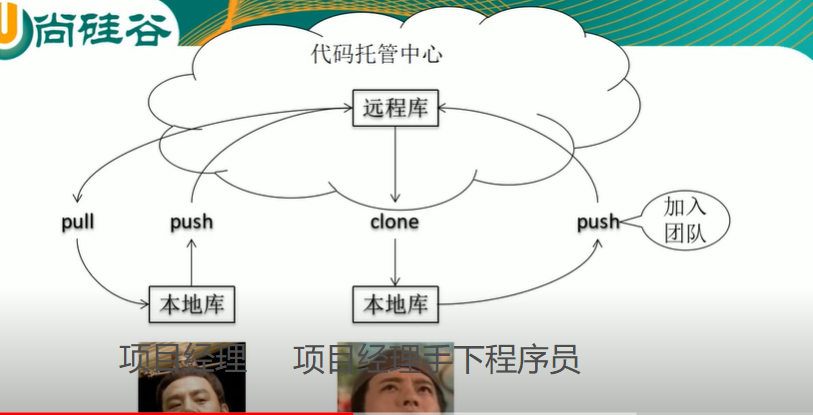 尚硅谷
代码托管中心
远程库
pull
push
clone
push
加入
团队
本地库
本地库
项目经理
项目经理手下程序员